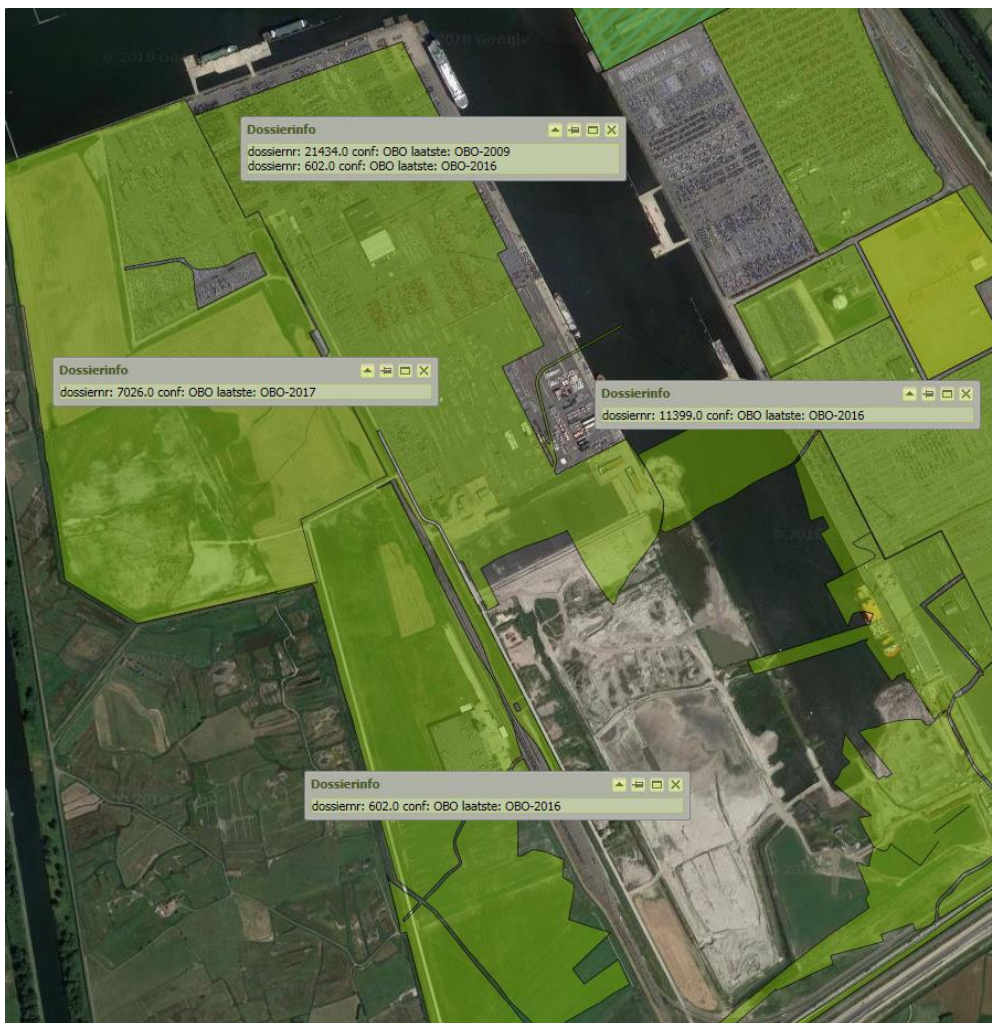 © 2018 Google
Dossierinfo
dossiernr: 21434.0 conf: OBO laatste: OBO-2009
dossiernr: 602.0 conf: OBO laatste: OBO-2016
Dossierinfo
dossiernr: 7026.0 conf: OBO laatste: OBO-2017
Dossierinfo
dossiernr: 11399.0 conf: OBO laatste: OBO-2016
Dossierinfo
dossiernr: 602.0 conf: OBO laatste: OBO-2016